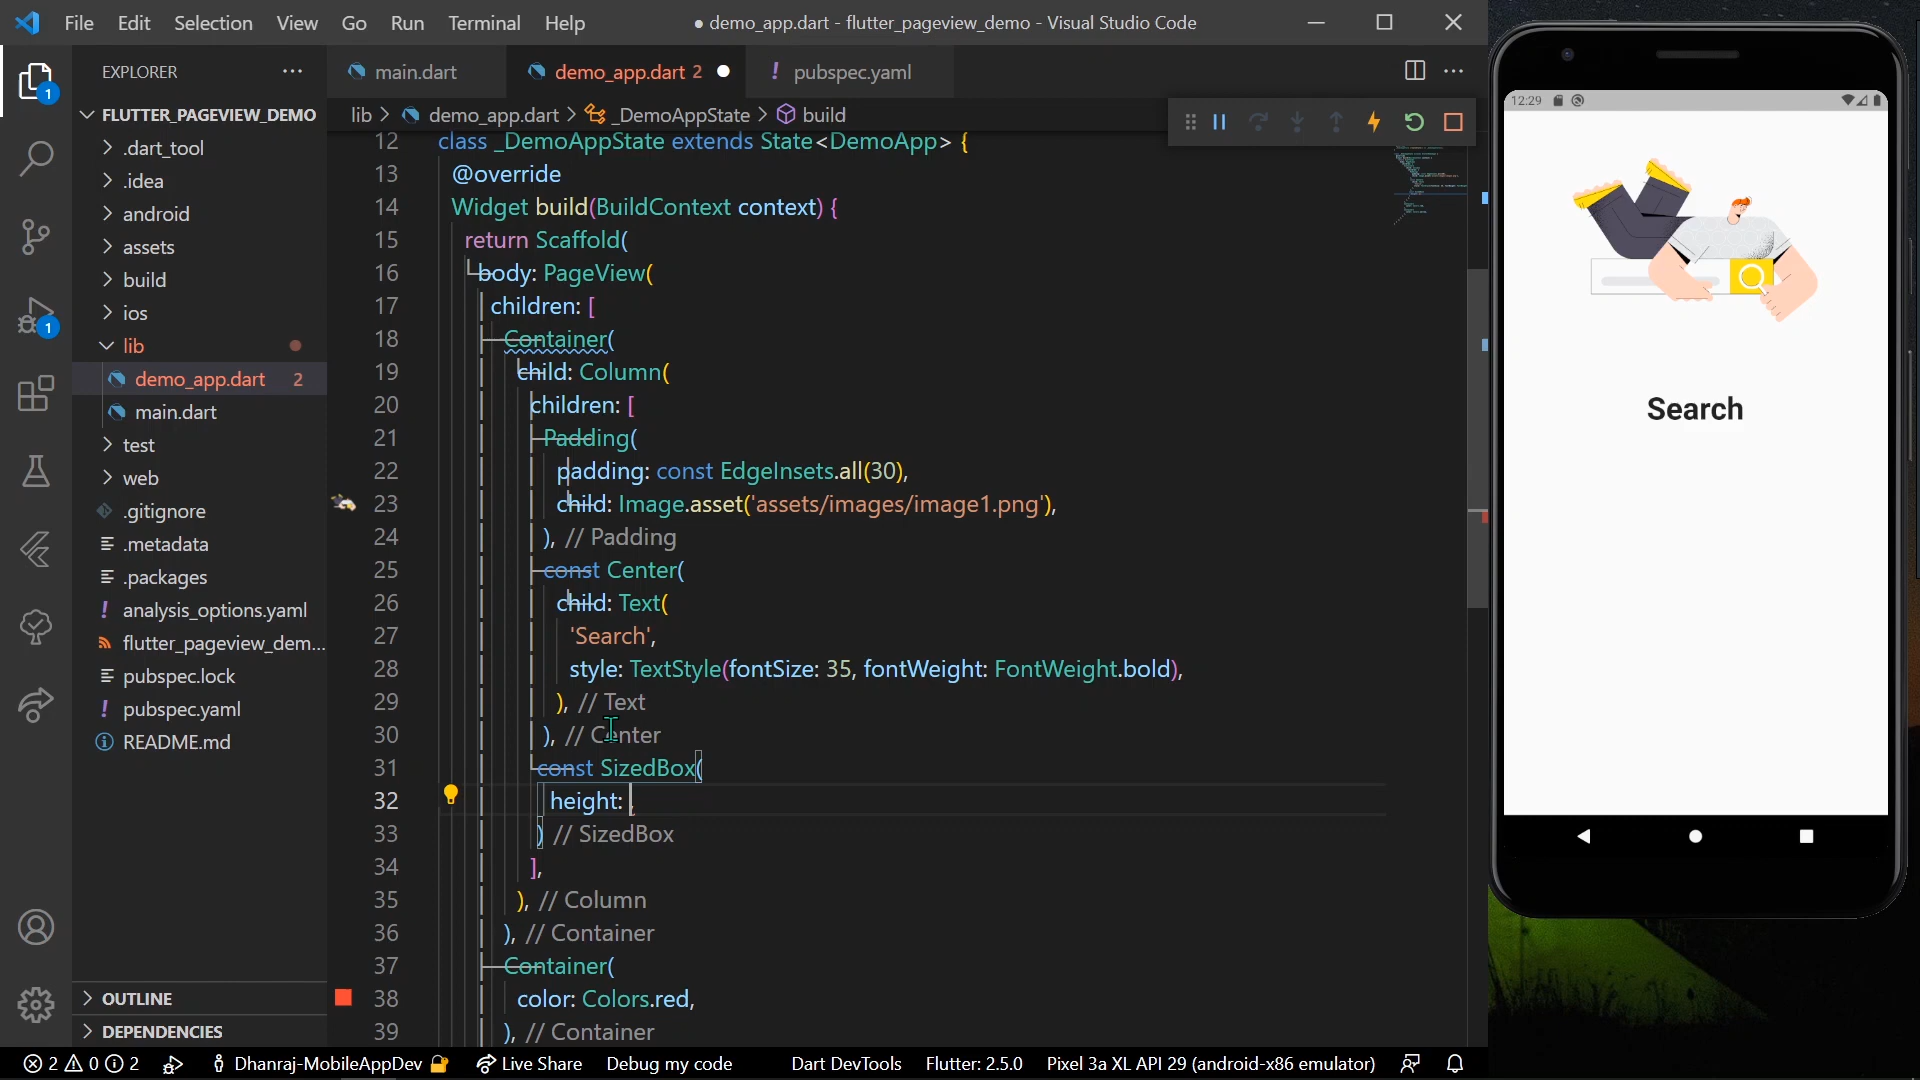 File Edit Selection View Go Run Terminal Help
● demo_app.dart - flutter_pageview_demo - Visual Studio Code
EXPLORER
main.dart
demo_app.dart 2
! pubspec.yaml
lib > demo_app.dart > _DemoAppState > build
FLUTTER_PAGEVIEW_DEMO
.dart_tool
.idea
android
assets
build
ios
lib
demo_app.dart 2
main.dart
test
web
.gitignore
.metadata
.packages
! analysis_options.yaml
flutter_pageview_dem...
pubspec.lock
! pubspec.yaml
README.md
OUTLINE
DEPENDENCIES
1
1
12 class _DemoAppState extends State<DemoApp> {
13 @override
14 Widget build(BuildContext context) {
15 return Scaffold(
16 body: PageView(
17 children: [
18 Container(
19 child: Column(
20 children: [
21 Padding(
22 padding: const EdgeInsets.all(30),
23 child: Image.asset('assets/images/image1.png'),
24 ), // Padding
25 const Center(
26 child: Text(
27 'Search',
28 style: TextStyle(fontSize: 35, fontWeight: FontWeight.bold),
29 ), // Text
30 ), // Center
31 const SizedBox(
32 height: ,
33 ) // SizedBox
34 ],
35 ), // Column
36 ), // Container
37 Container(
38 color: Colors.red,
39 ), // Container
12:29
Search
2 0 2 Dhanraj-MobileAppDev Live Share Debug my code Dart DevTools Flutter: 2.5.0 Pixel 3a XL API 29 (android-x86 emulator)